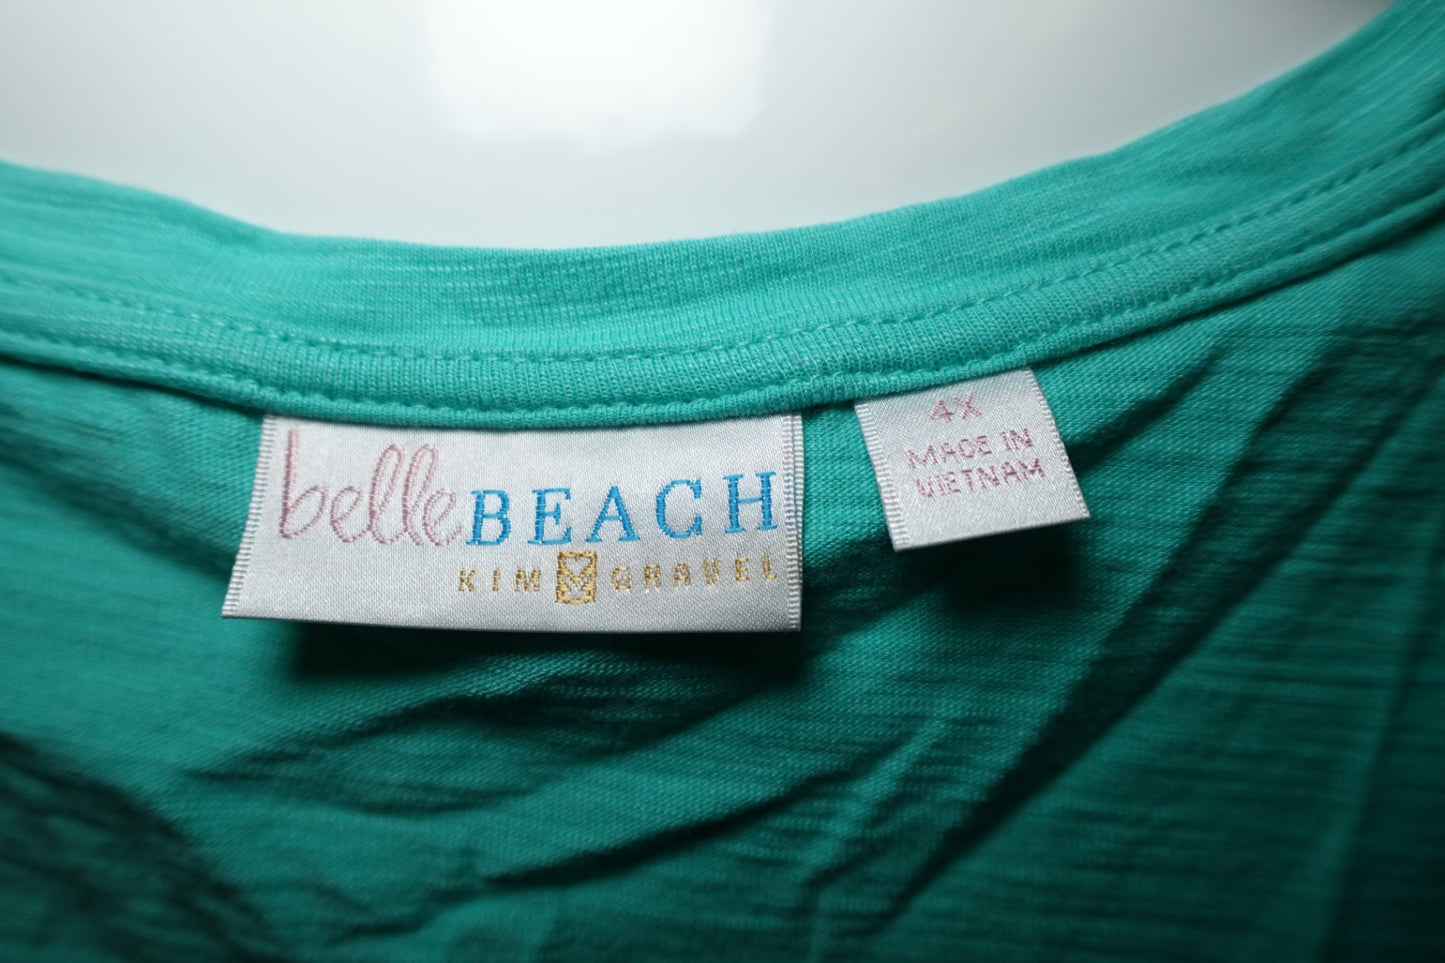 belleBEACH
KIM GRAVEL
4X
MADE IN
VIETNAM